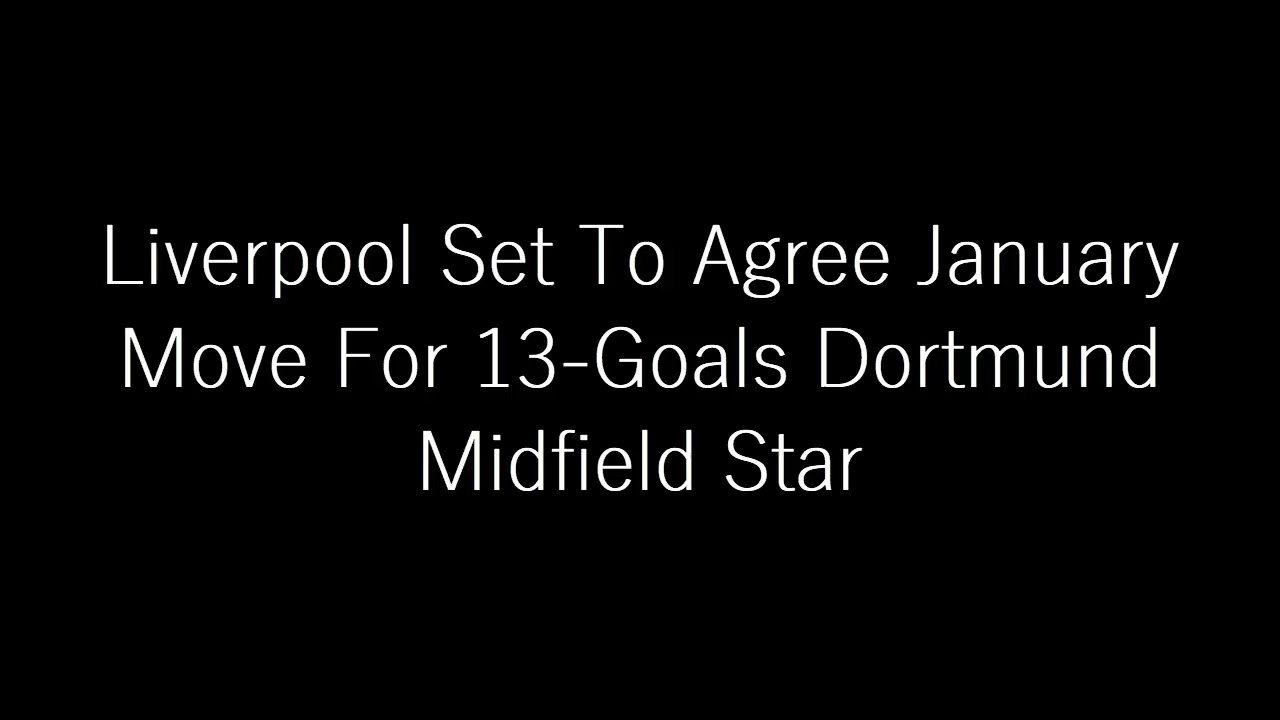 Liverpool Set To Agree January
Move For 13-Goals Dortmund
Midfield Star